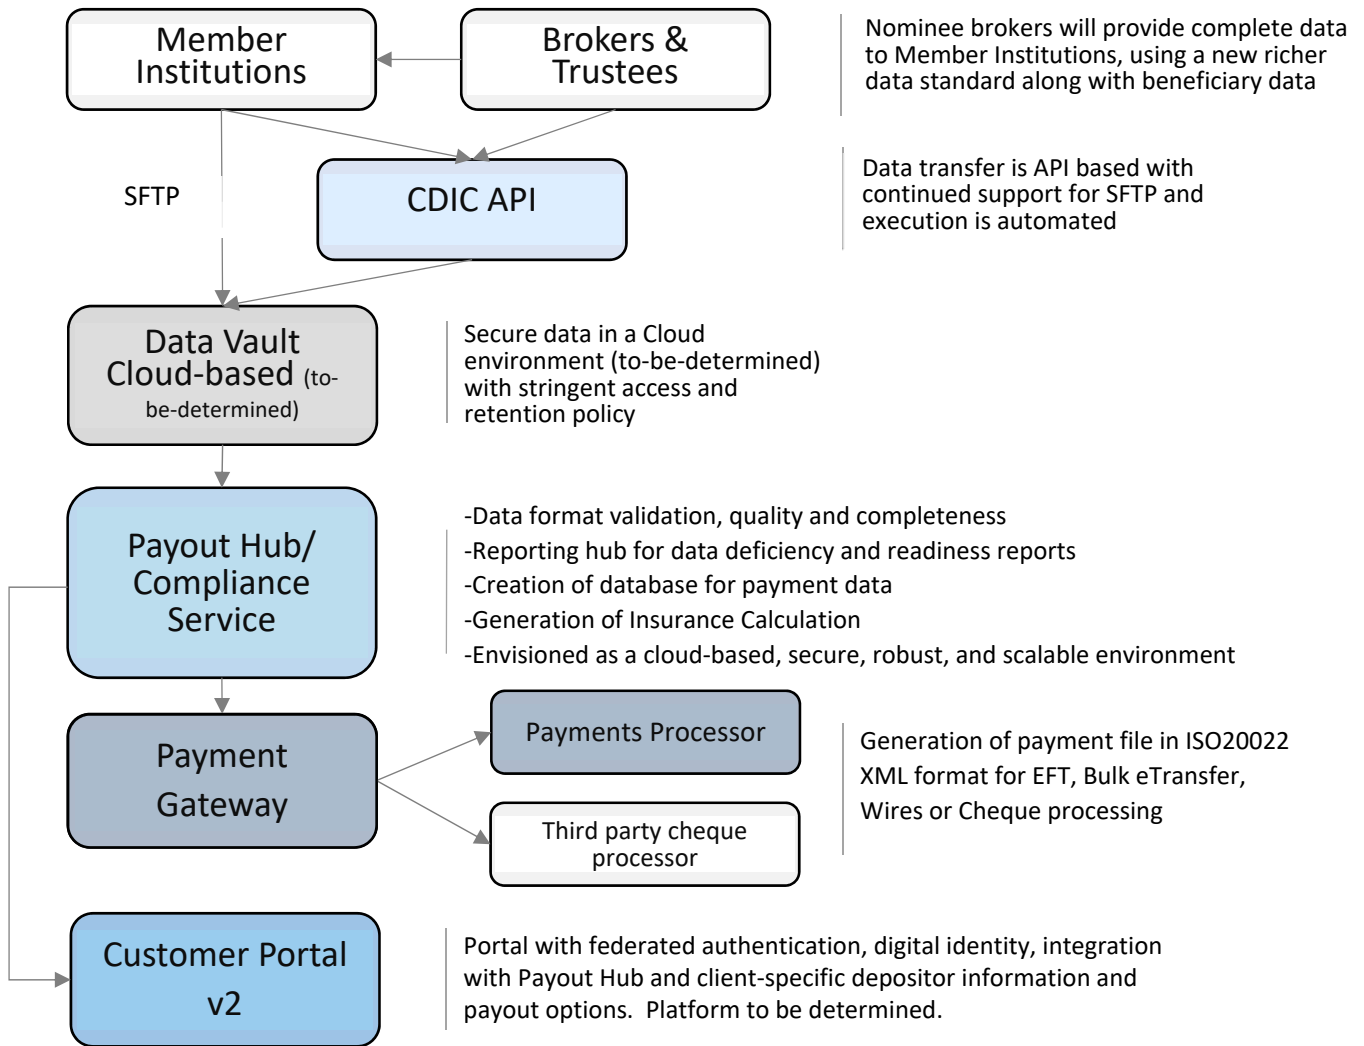 Member
Institutions
Brokers &
Trustees
Nominee brokers will provide complete data
to Member Institutions, using a new richer
data standard along with beneficiary data
SFTP
CDIC API
Data transfer is API based with
continued support for SFTP and
execution is automated
Data Vault
Cloud-based (to-
be-determined)
Secure data in a Cloud
environment (to-be-determined)
with stringent access and
retention policy
Payout Hub/
Compliance
Service
-Data format validation, quality and completeness
-Reporting hub for data deficiency and readiness reports
-Creation of database for payment data
-Generation of Insurance Calculation
-Envisioned as a cloud-based, secure, robust, and scalable environment
Payment
Gateway
Payments Processor
Third party cheque
processor
Generation of payment file in ISO20022
XML format for EFT, Bulk eTransfer,
Wires or Cheque processing
Customer Portal
v2
Portal with federated authentication, digital identity, integration
with Payout Hub and client-specific depositor information and
payout options.  Platform to be determined.